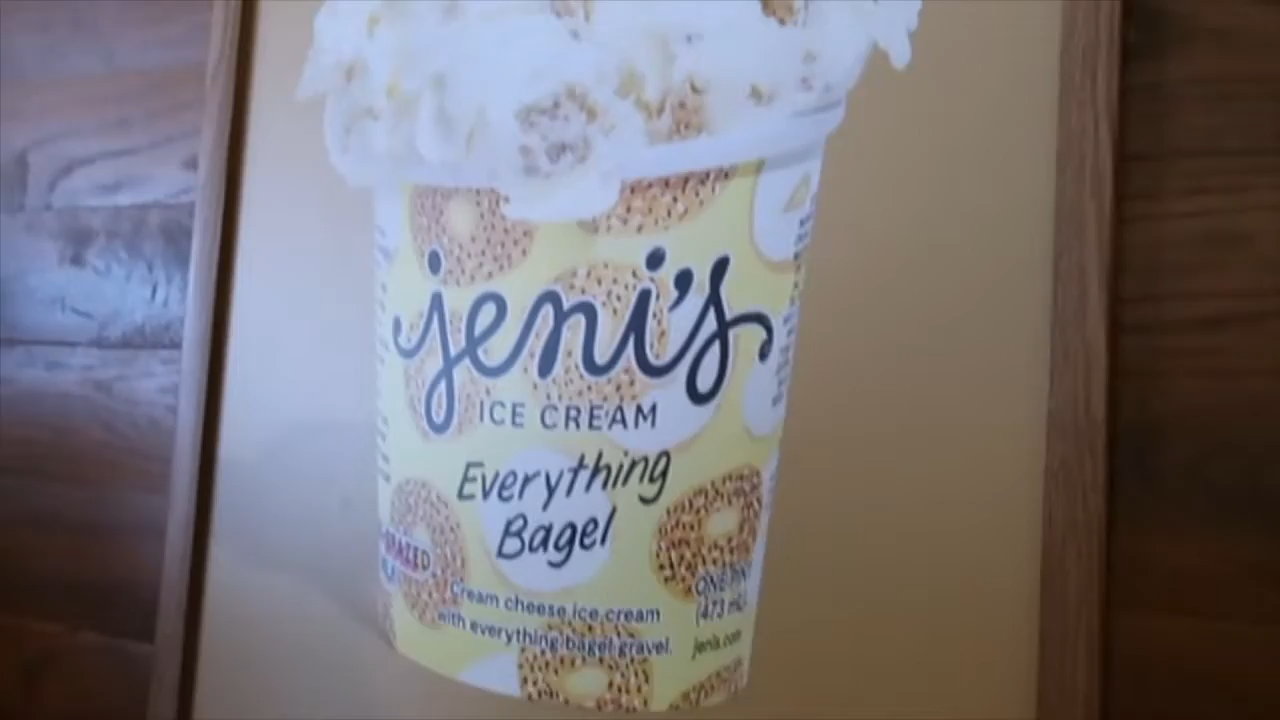 jeni's
ICE CREAM
Everything
Bagel
Cream cheese ice cream
with everything bagel gravel.
ONE PINT
(473 mL)
jenis.com